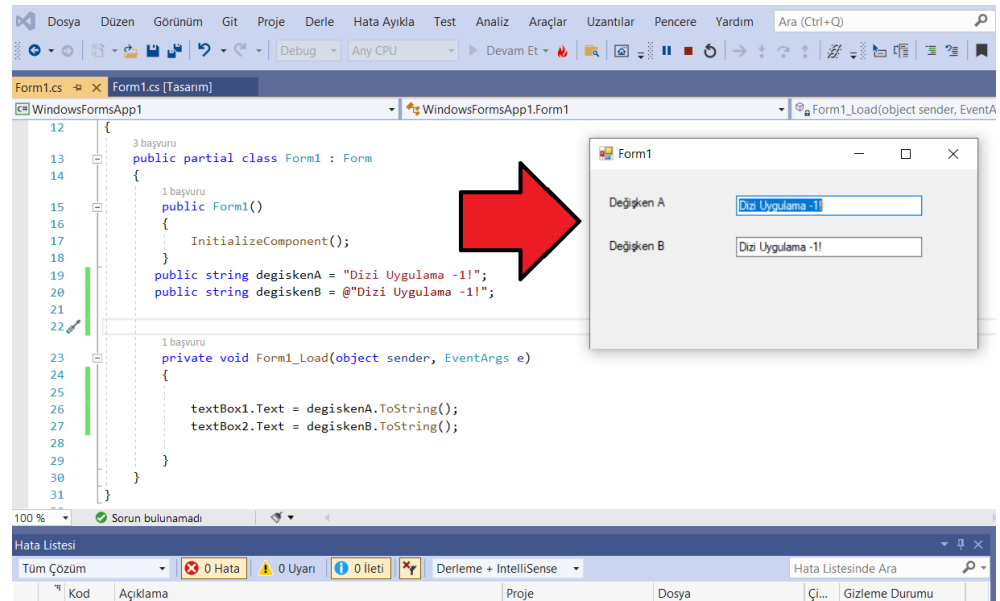 Dosya Düzen Görünüm Git Proje Derle Hata Ayıkla Test Analiz Araçlar Uzantılar Pencere Yardım Ara (Ctrl+Q)
Debug Any CPU Devam Et
Form1.cs Form1.cs [Tasarım]
C# WindowsFormsApp1 WindowsFormsApp1.Form1 Form1_Load(object sender, EventA
12 {
3 başvuru
13 public partial class Form1 : Form
14 {
1 başvuru
15 public Form1()
16 {
17 InitializeComponent();
18 }
19 public string degiskenA = "Dizi Uygulama -1!";
20 public string degiskenB = @"Dizi Uygulama -1!";
21
22
1 başvuru
23 private void Form1_Load(object sender, EventArgs e)
24 {
25
26 textBox1.Text = degiskenA.ToString();
27 textBox2.Text = degiskenB.ToString();
28
29 }
30 }
31 }
Form1
Değişken A Dizi Uygulama -1!
Değişken B Dizi Uygulama -1!
100 % Sorun bulunamadı
Hata Listesi
Tüm Çözüm 0 Hata 0 Uyarı 0 İleti Derleme + IntelliSense Hata Listesinde Ara
Kod Açıklama Proje Dosya Çi... Gizleme Durumu